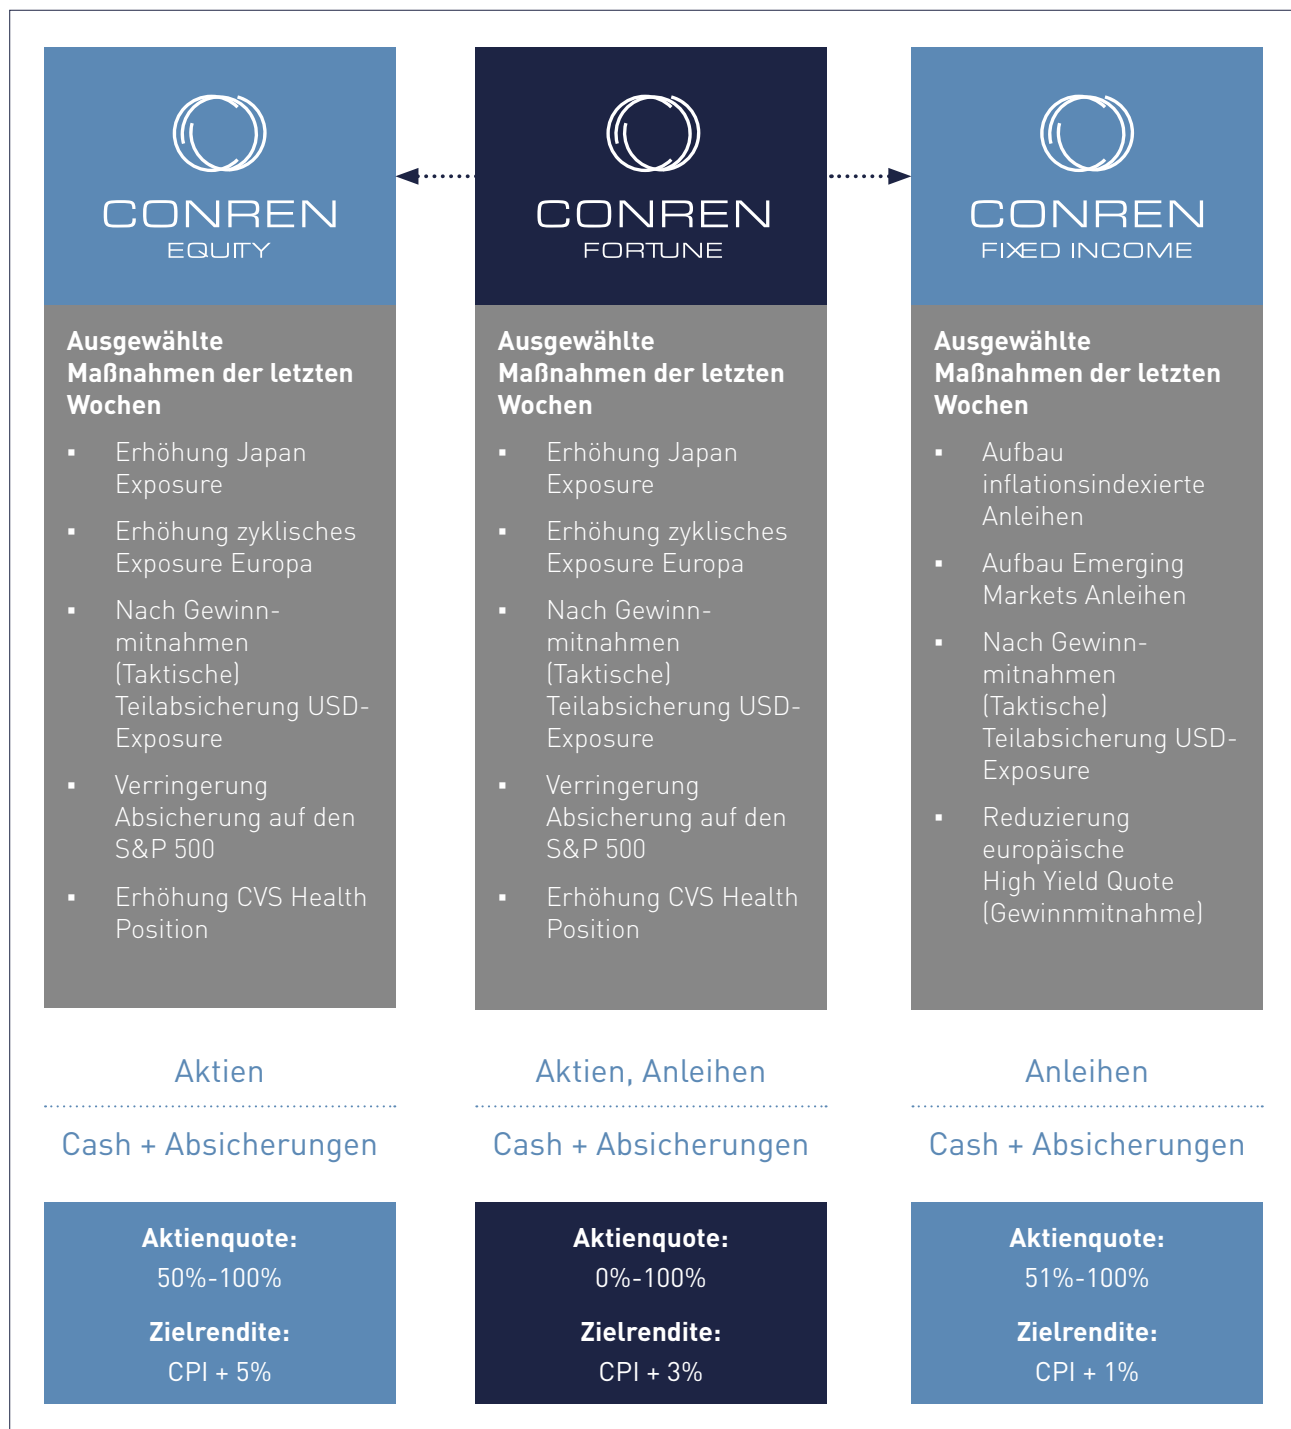 CONREN
EQUITY
Ausgewählte
Maßnahmen der letzten
Wochen
▪ Erhöhung Japan
Exposure
▪ Erhöhung zyklisches
Exposure Europa
▪ Nach Gewinn-
mitnahmen
(Taktische)
Teilabsicherung USD-
Exposure
▪ Verringerung
Absicherung auf den
S&P 500
▪ Erhöhung CVS Health
Position
Aktien
Cash + Absicherungen
Aktienquote:
50%-100%
Zielrendite:
CPI + 5%
CONREN
FORTUNE
Ausgewählte
Maßnahmen der letzten
Wochen
▪ Erhöhung Japan
Exposure
▪ Erhöhung zyklisches
Exposure Europa
▪ Nach Gewinn-
mitnahmen
(Taktische)
Teilabsicherung USD-
Exposure
▪ Verringerung
Absicherung auf den
S&P 500
▪ Erhöhung CVS Health
Position
Aktien, Anleihen
Cash + Absicherungen
Aktienquote:
0%-100%
Zielrendite:
CPI + 3%
CONREN
FIXED INCOME
Ausgewählte
Maßnahmen der letzten
Wochen
▪ Aufbau
inflationsindexierte
Anleihen
▪ Aufbau Emerging
Markets Anleihen
▪ Nach Gewinn-
mitnahmen
(Taktische)
Teilabsicherung USD-
Exposure
▪ Reduzierung
europäische
High Yield Quote
(Gewinnmitnahme)
Anleihen
Cash + Absicherungen
Aktienquote:
51%-100%
Zielrendite:
CPI + 1%